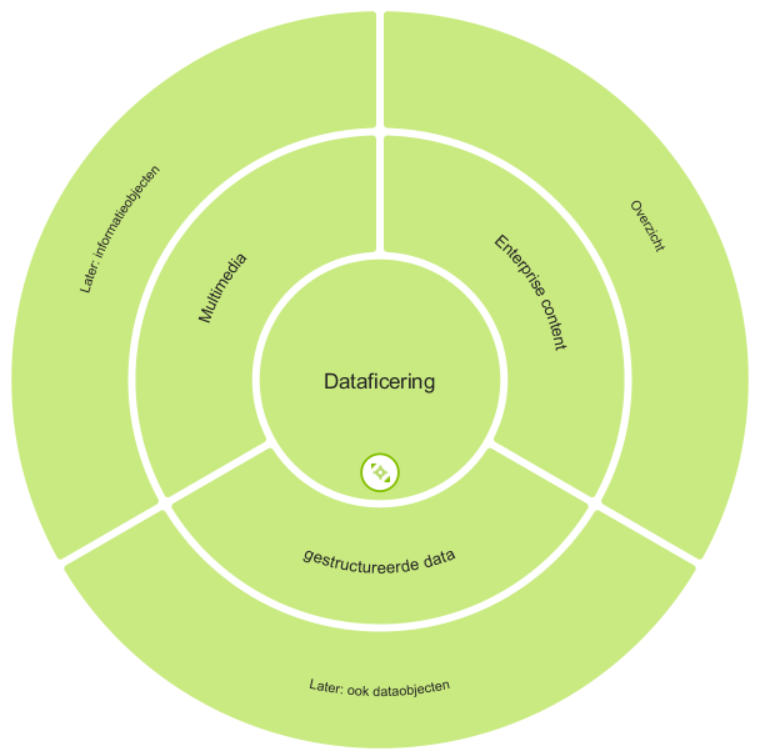 Dataficering
Enterprise content
Overzicht
gestructureerde data
Later: ook dataobjecten
Multimedia
Later: informatieobjecten